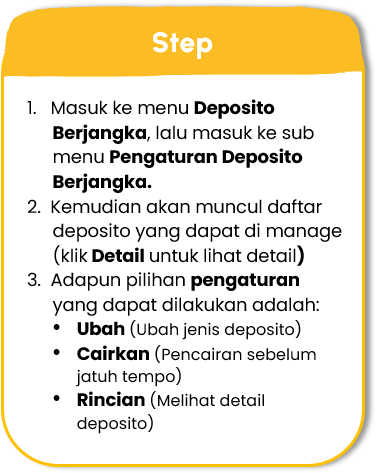 Step
1. Masuk ke menu Deposito
Berjangka, lalu masuk ke sub
menu Pengaturan Deposito
Berjangka.
2. Kemudian akan muncul daftar
deposito yang dapat di manage
(klik Detail untuk lihat detail)
3. Adapun pilihan pengaturan
yang dapat dilakukan adalah:
• Ubah (Ubah jenis deposito)
• Cairkan (Pencairan sebelum
jatuh tempo)
• Rincian (Melihat detail
deposito)